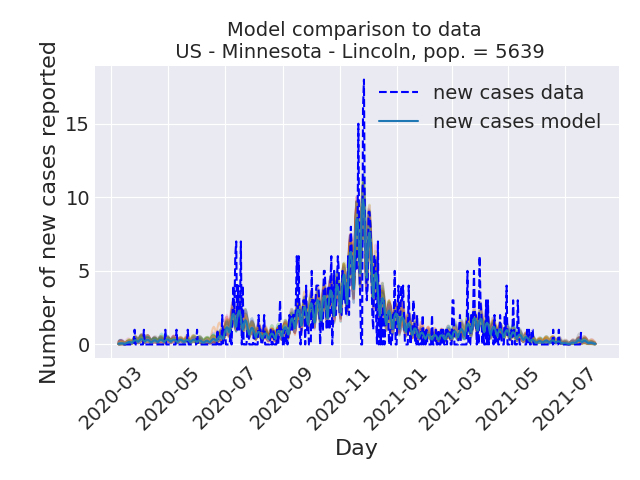 Model comparison to data
US - Minnesota - Lincoln, pop. = 5639
Number of new cases reported
15
10
5
0
new cases data
new cases model
2020-03
2020-05
2020-07
2020-09
2020-11
2021-01
2021-03
2021-05
2021-07
Day